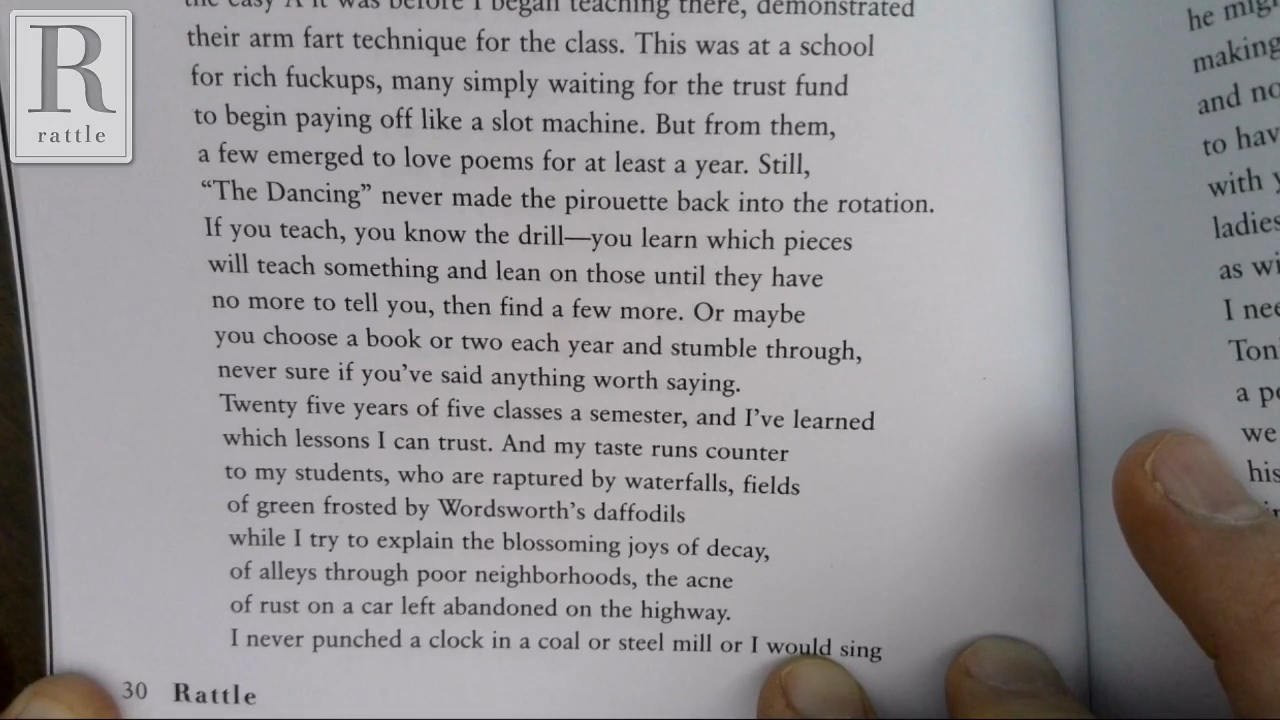 R
rattle
the easy A it was before I began teaching there, demonstrated
their arm fart technique for the class. This was at a school
for rich fuckups, many simply waiting for the trust fund
to begin paying off like a slot machine. But from them,
a few emerged to love poems for at least a year. Still,
“The Dancing” never made the pirouette back into the rotation.
If you teach, you know the drill—you learn which pieces
will teach something and lean on those until they have
no more to tell you, then find a few more. Or maybe
you choose a book or two each year and stumble through,
never sure if you’ve said anything worth saying.
Twenty five years of five classes a semester, and I’ve learned
which lessons I can trust. And my taste runs counter
to my students, who are raptured by waterfalls, fields
of green frosted by Wordsworth’s daffodils
while I try to explain the blossoming joys of decay,
of alleys through poor neighborhoods, the acne
of rust on a car left abandoned on the highway.
I never punched a clock in a coal or steel mill or I would sing
30 Rattle
he
making
and
to
with
ladies
as
I
a
we
his